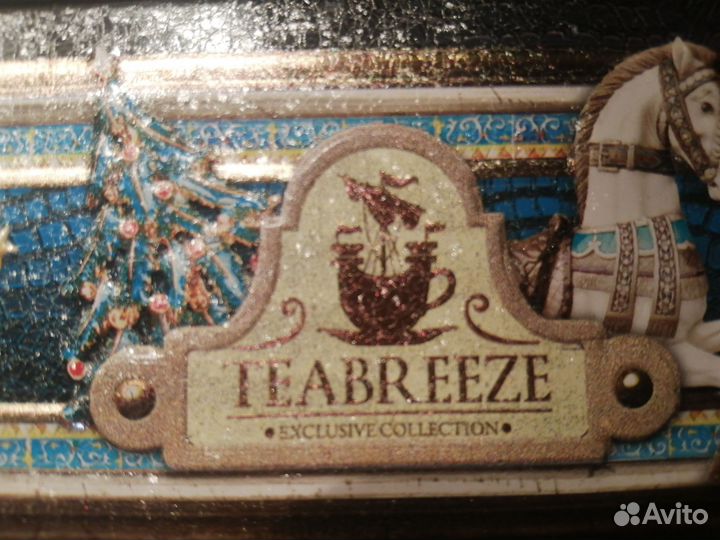 TEABREEZE
• EXCLUSIVE COLLECTION •
Avito